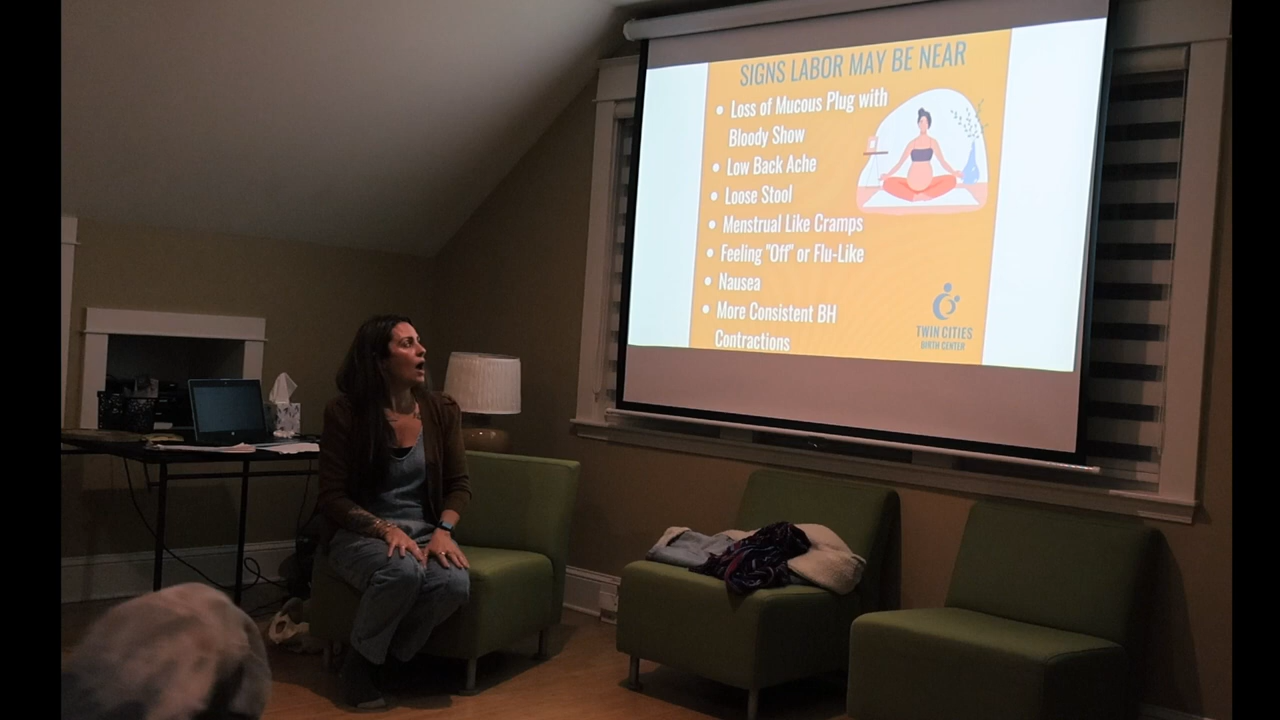 SIGNS LABOR MAY BE NEAR
• Loss of Mucous Plug with
Bloody Show
• Low Back Ache
• Loose Stool
• Menstrual Like Cramps
• Feeling "Off" or Flu-Like
• Nausea
• More Consistent BH
Contractions
TWIN CITIES
BIRTH CENTER